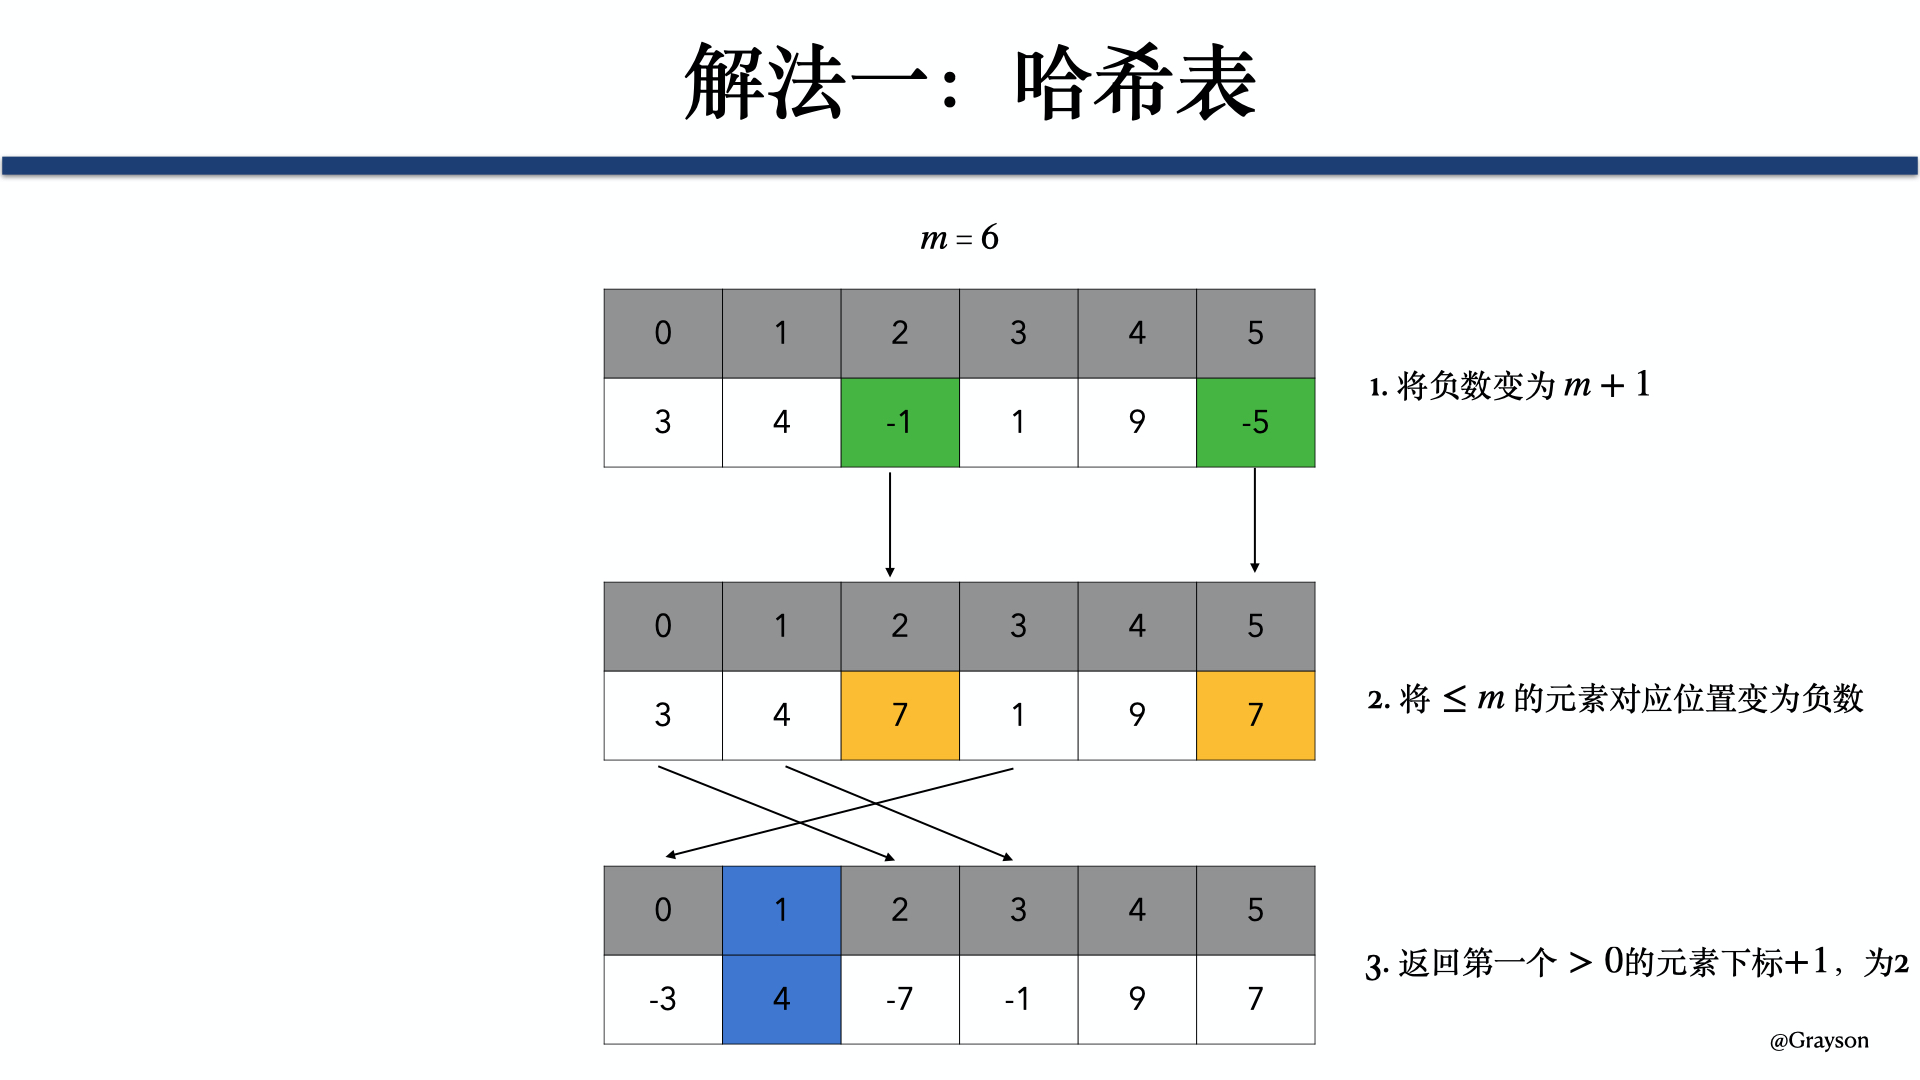 解法一：哈希表
m = 6
0 1 2 3 4 5
3 4 -1 1 9 -5
1. 将负数变为 m + 1
0 1 2 3 4 5
3 4 7 1 9 7
2. 将 ≤ m 的元素对应位置变为负数
0 1 2 3 4 5
-3 4 -7 -1 9 7
3. 返回第一个 > 0的元素下标+1，为2
@Grayson